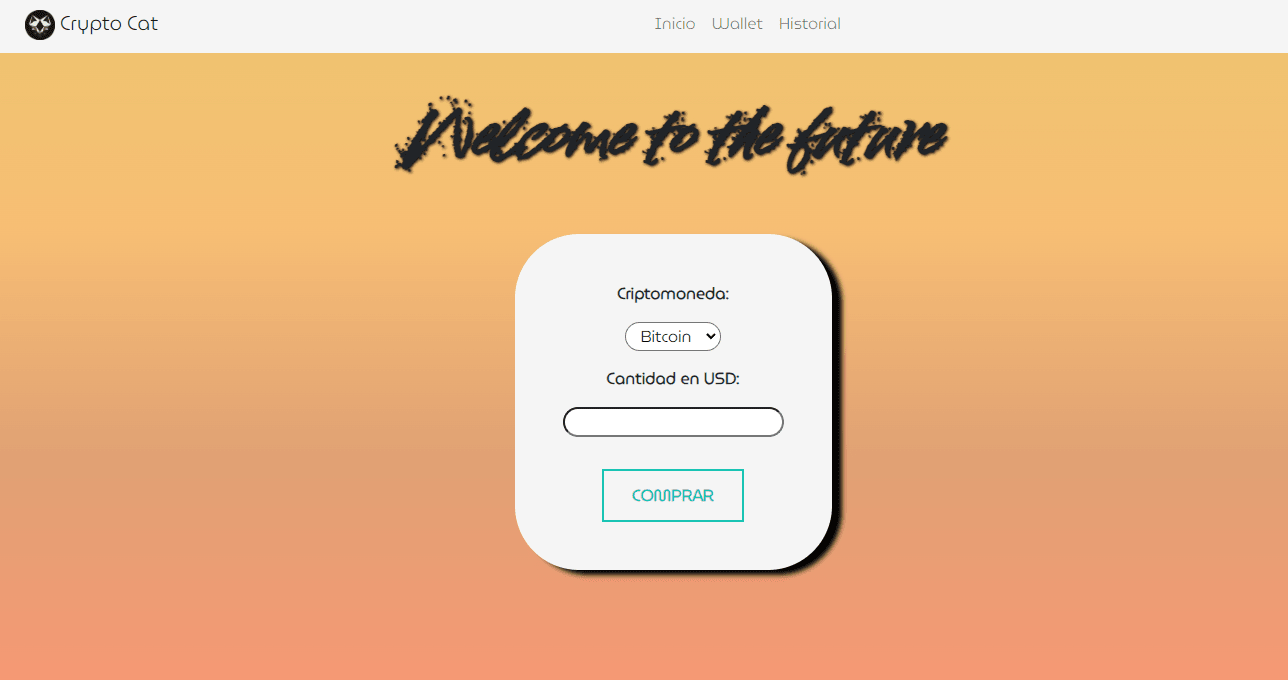 Crypto Cat
Inicio Wallet Historial
Welcome to the future
Criptomoneda:
Bitcoin
Cantidad en USD:
COMPRAR